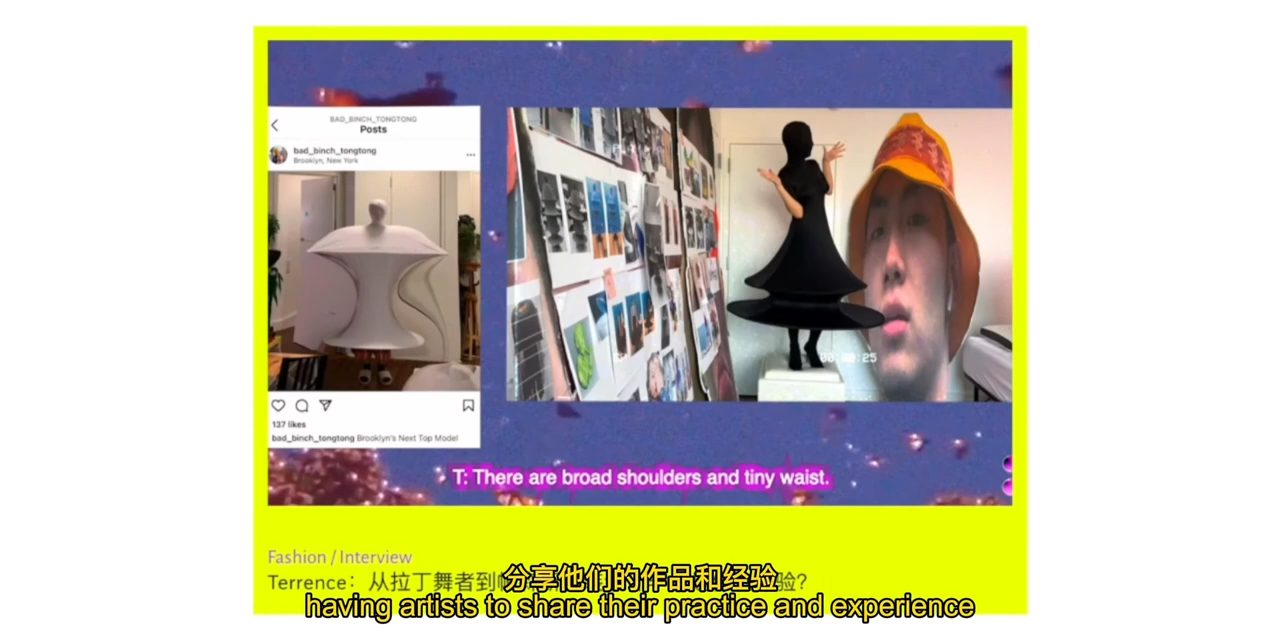 BAD_BINCH_TONGTONG
Posts
bad_binch_tongtong
Brooklyn, New York
137 likes
bad_binch_tongtong Brooklyn's Next Top Model
00:25
T: There are broad shoulders and tiny waist.
Fashion / Interview
Terrence：从拉丁舞者到
验?
分享他们的作品和经验
having artists to share their practice and experience